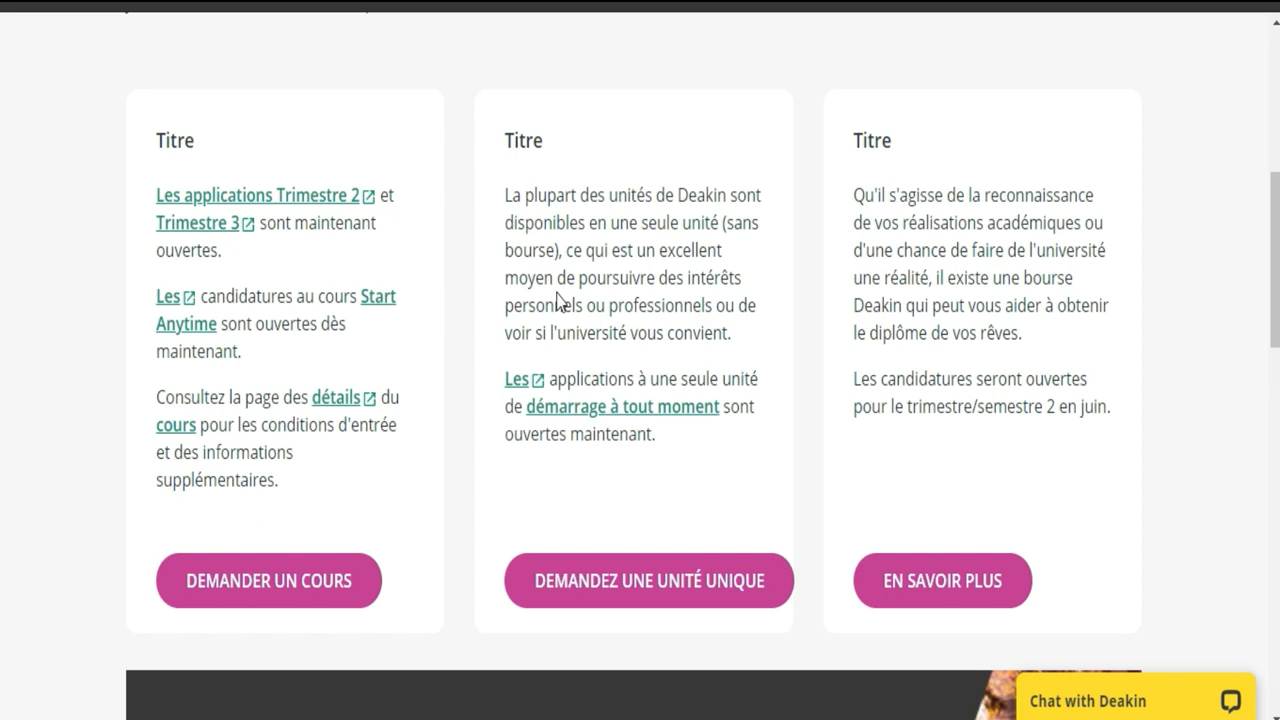 Titre
Les applications Trimestre 2 et
Trimestre 3 sont maintenant
ouvertes.
Les candidatures au cours Start
Anytime sont ouvertes dès
maintenant.
Consultez la page des détails du
cours pour les conditions d'entrée
et des informations
supplémentaires.
DEMANDER UN COURS
Titre
La plupart des unités de Deakin sont
disponibles en une seule unité (sans
bourse), ce qui est un excellent
moyen de poursuivre des intérêts
personnels ou professionnels ou de
voir si l'université vous convient.
Les applications à une seule unité
de démarrage à tout moment sont
ouvertes maintenant.
DEMANDEZ UNE UNITÉ UNIQUE
Titre
Qu'il s'agisse de la reconnaissance
de vos réalisations académiques ou
d'une chance de faire de l'université
une réalité, il existe une bourse
Deakin qui peut vous aider à obtenir
le diplôme de vos rêves.
Les candidatures seront ouvertes
pour le trimestre/semestre 2 en juin.
EN SAVOIR PLUS
Chat with Deakin